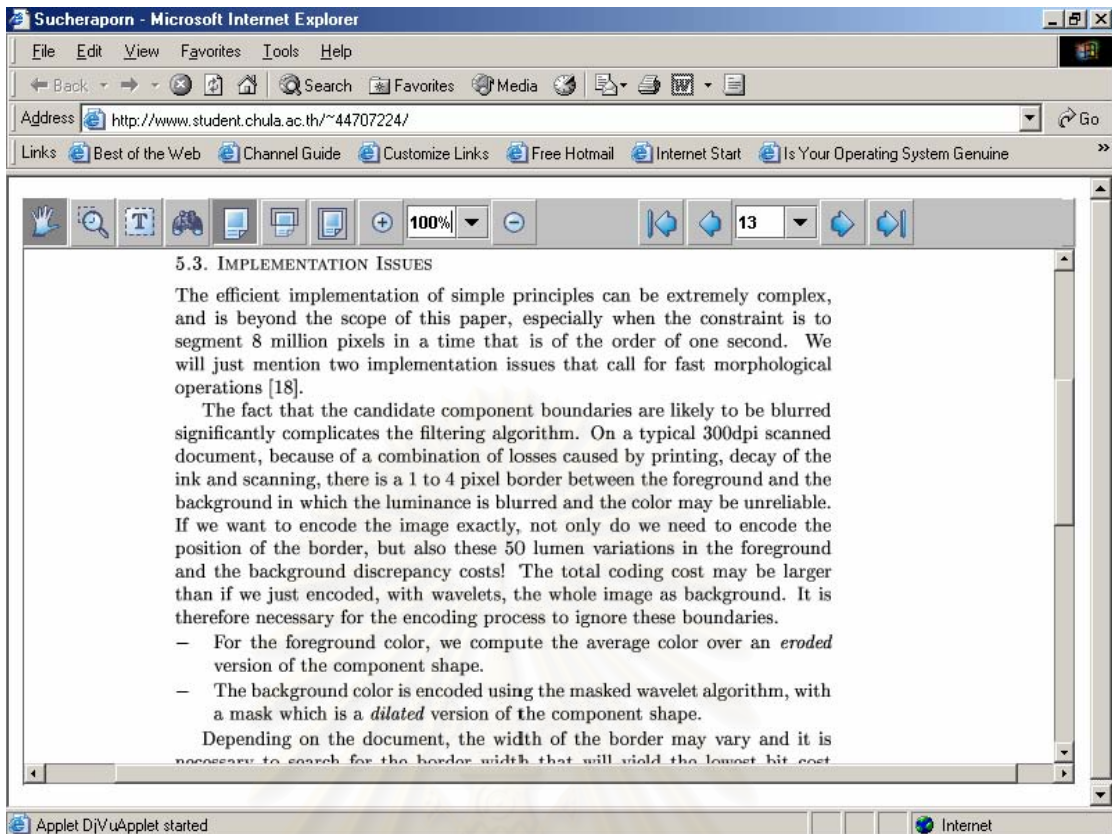 Sucheraporn - Microsoft Internet Explorer
File Edit View Favorites Tools Help
Back Search Favorites Media
Address http://www.student.chula.ac.th/~44707224/ Go
Links Best of the Web Channel Guide Customize Links Free Hotmail Internet Start Is Your Operating System Genuine »
T 100% 13
5.3. IMPLEMENTATION ISSUES
The efficient implementation of simple principles can be extremely complex,
and is beyond the scope of this paper, especially when the constraint is to
segment 8 million pixels in a time that is of the order of one second. We
will just mention two implementation issues that call for fast morphological
operations [18].
The fact that the candidate component boundaries are likely to be blurred
significantly complicates the filtering algorithm. On a typical 300dpi scanned
document, because of a combination of losses caused by printing, decay of the
ink and scanning, there is a 1 to 4 pixel border between the foreground and the
background in which the luminance is blurred and the color may be unreliable.
If we want to encode the image exactly, not only do we need to encode the
position of the border, but also these 50 lumen variations in the foreground
and the background discrepancy costs! The total coding cost may be larger
than if we just encoded, with wavelets, the whole image as background. It is
therefore necessary for the encoding process to ignore these boundaries.
– For the foreground color, we compute the average color over an eroded
version of the component shape.
– The background color is encoded using the masked wavelet algorithm, with
a mask which is a dilated version of the component shape.
Depending on the document, the width of the border may vary and it is
necessary to search for the border width that will yield the lowest bit cost
Applet DjVuApplet started Internet